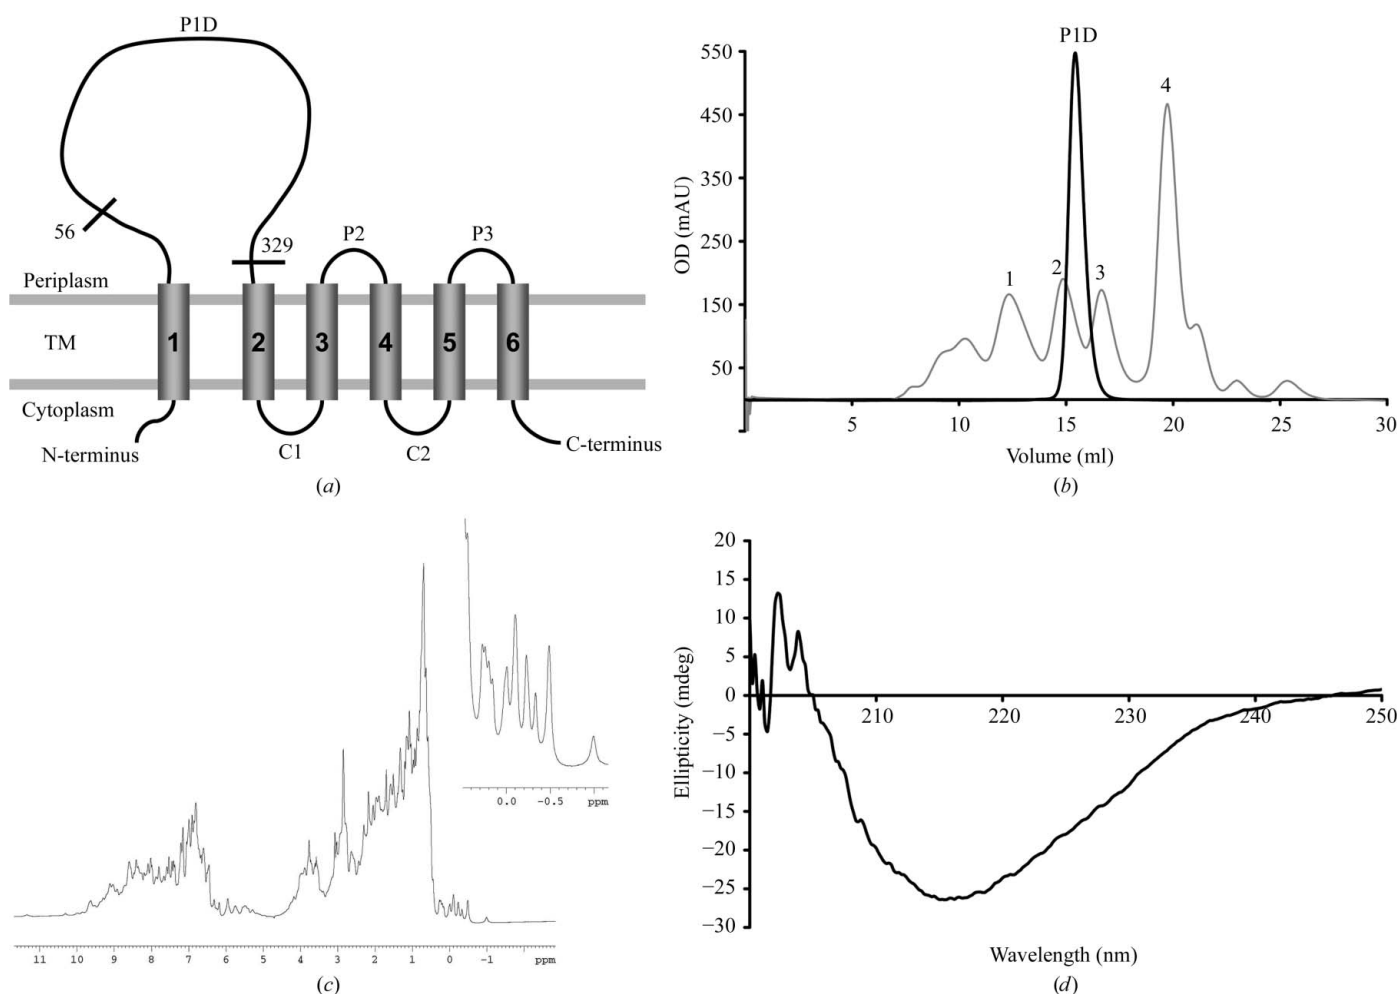 P1D
56
329
P2
P3
Periplasm
TM
1
2
3
4
5
6
Cytoplasm
N-terminus
C1
C2
C-terminus
(a)
P1D
550
450
350
250
150
50
OD (mAU)
1
2
3
4
5
10
15
20
25
30
Volume (ml)
(b)
0.0
−0.5
ppm
11
10
9
8
7
6
5
4
3
2
1
0
−1
ppm
(c)
20
15
10
5
0
−5
−10
−15
−20
−25
−30
Ellipticity (mdeg)
210
220
230
240
250
Wavelength (nm)
(d)